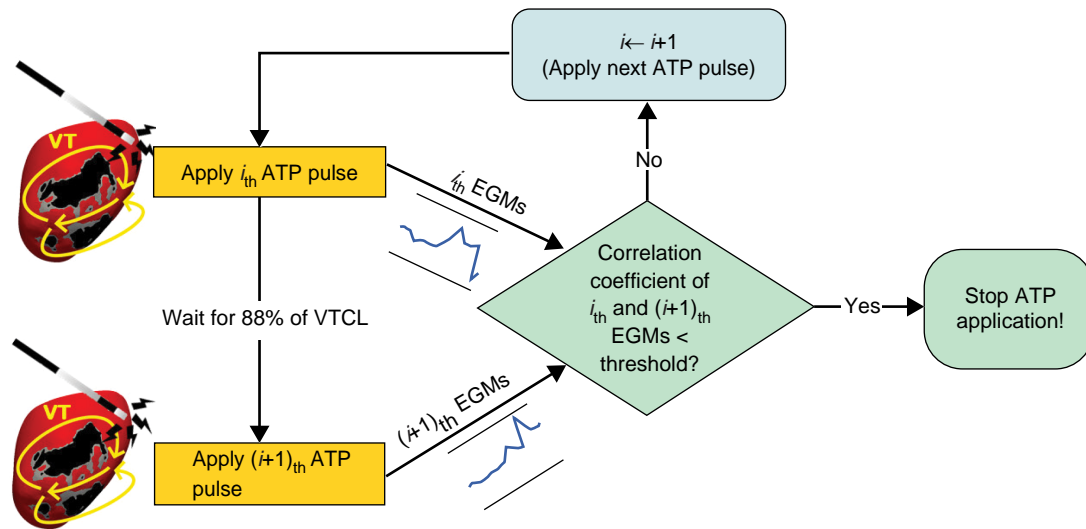 i← i+1
(Apply next ATP pulse)
VT
Apply ith ATP pulse
No
ith EGMs
Correlation
coefficient of
ith and (i+1)th
EGMs <
threshold?
Yes
Stop ATP
application!
Wait for 88% of VTCL
VT
(i+1)th EGMs
Apply (i+1)th ATP
pulse